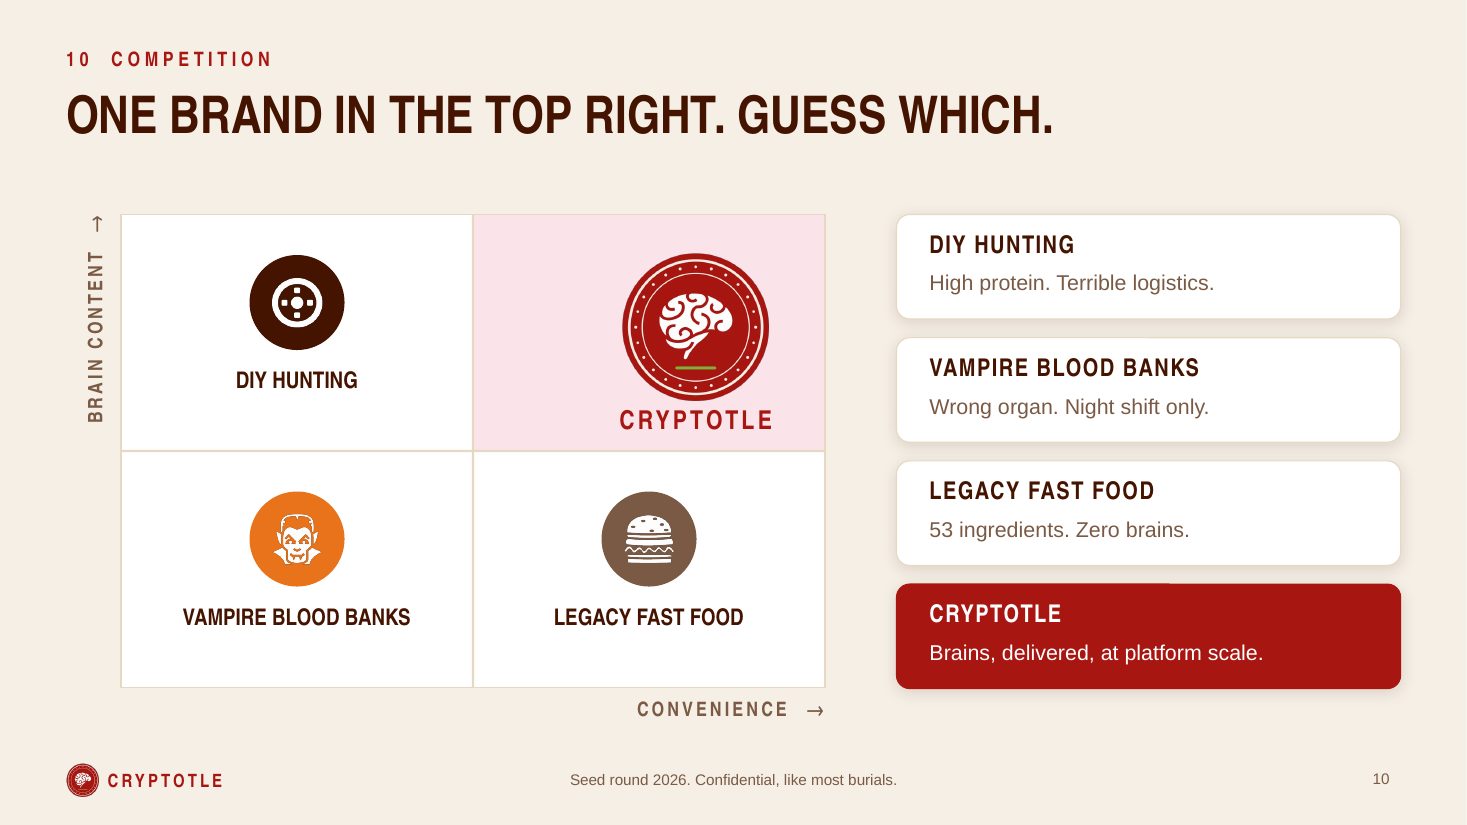 10 COMPETITION
ONE BRAND IN THE TOP RIGHT. GUESS WHICH.
BRAIN CONTENT →
DIY HUNTING
CRYPTOTLE
VAMPIRE BLOOD BANKS
LEGACY FAST FOOD
CONVENIENCE →
DIY HUNTING
High protein. Terrible logistics.
VAMPIRE BLOOD BANKS
Wrong organ. Night shift only.
LEGACY FAST FOOD
53 ingredients. Zero brains.
CRYPTOTLE
Brains, delivered, at platform scale.
CRYPTOTLE
Seed round 2026. Confidential, like most burials.
10